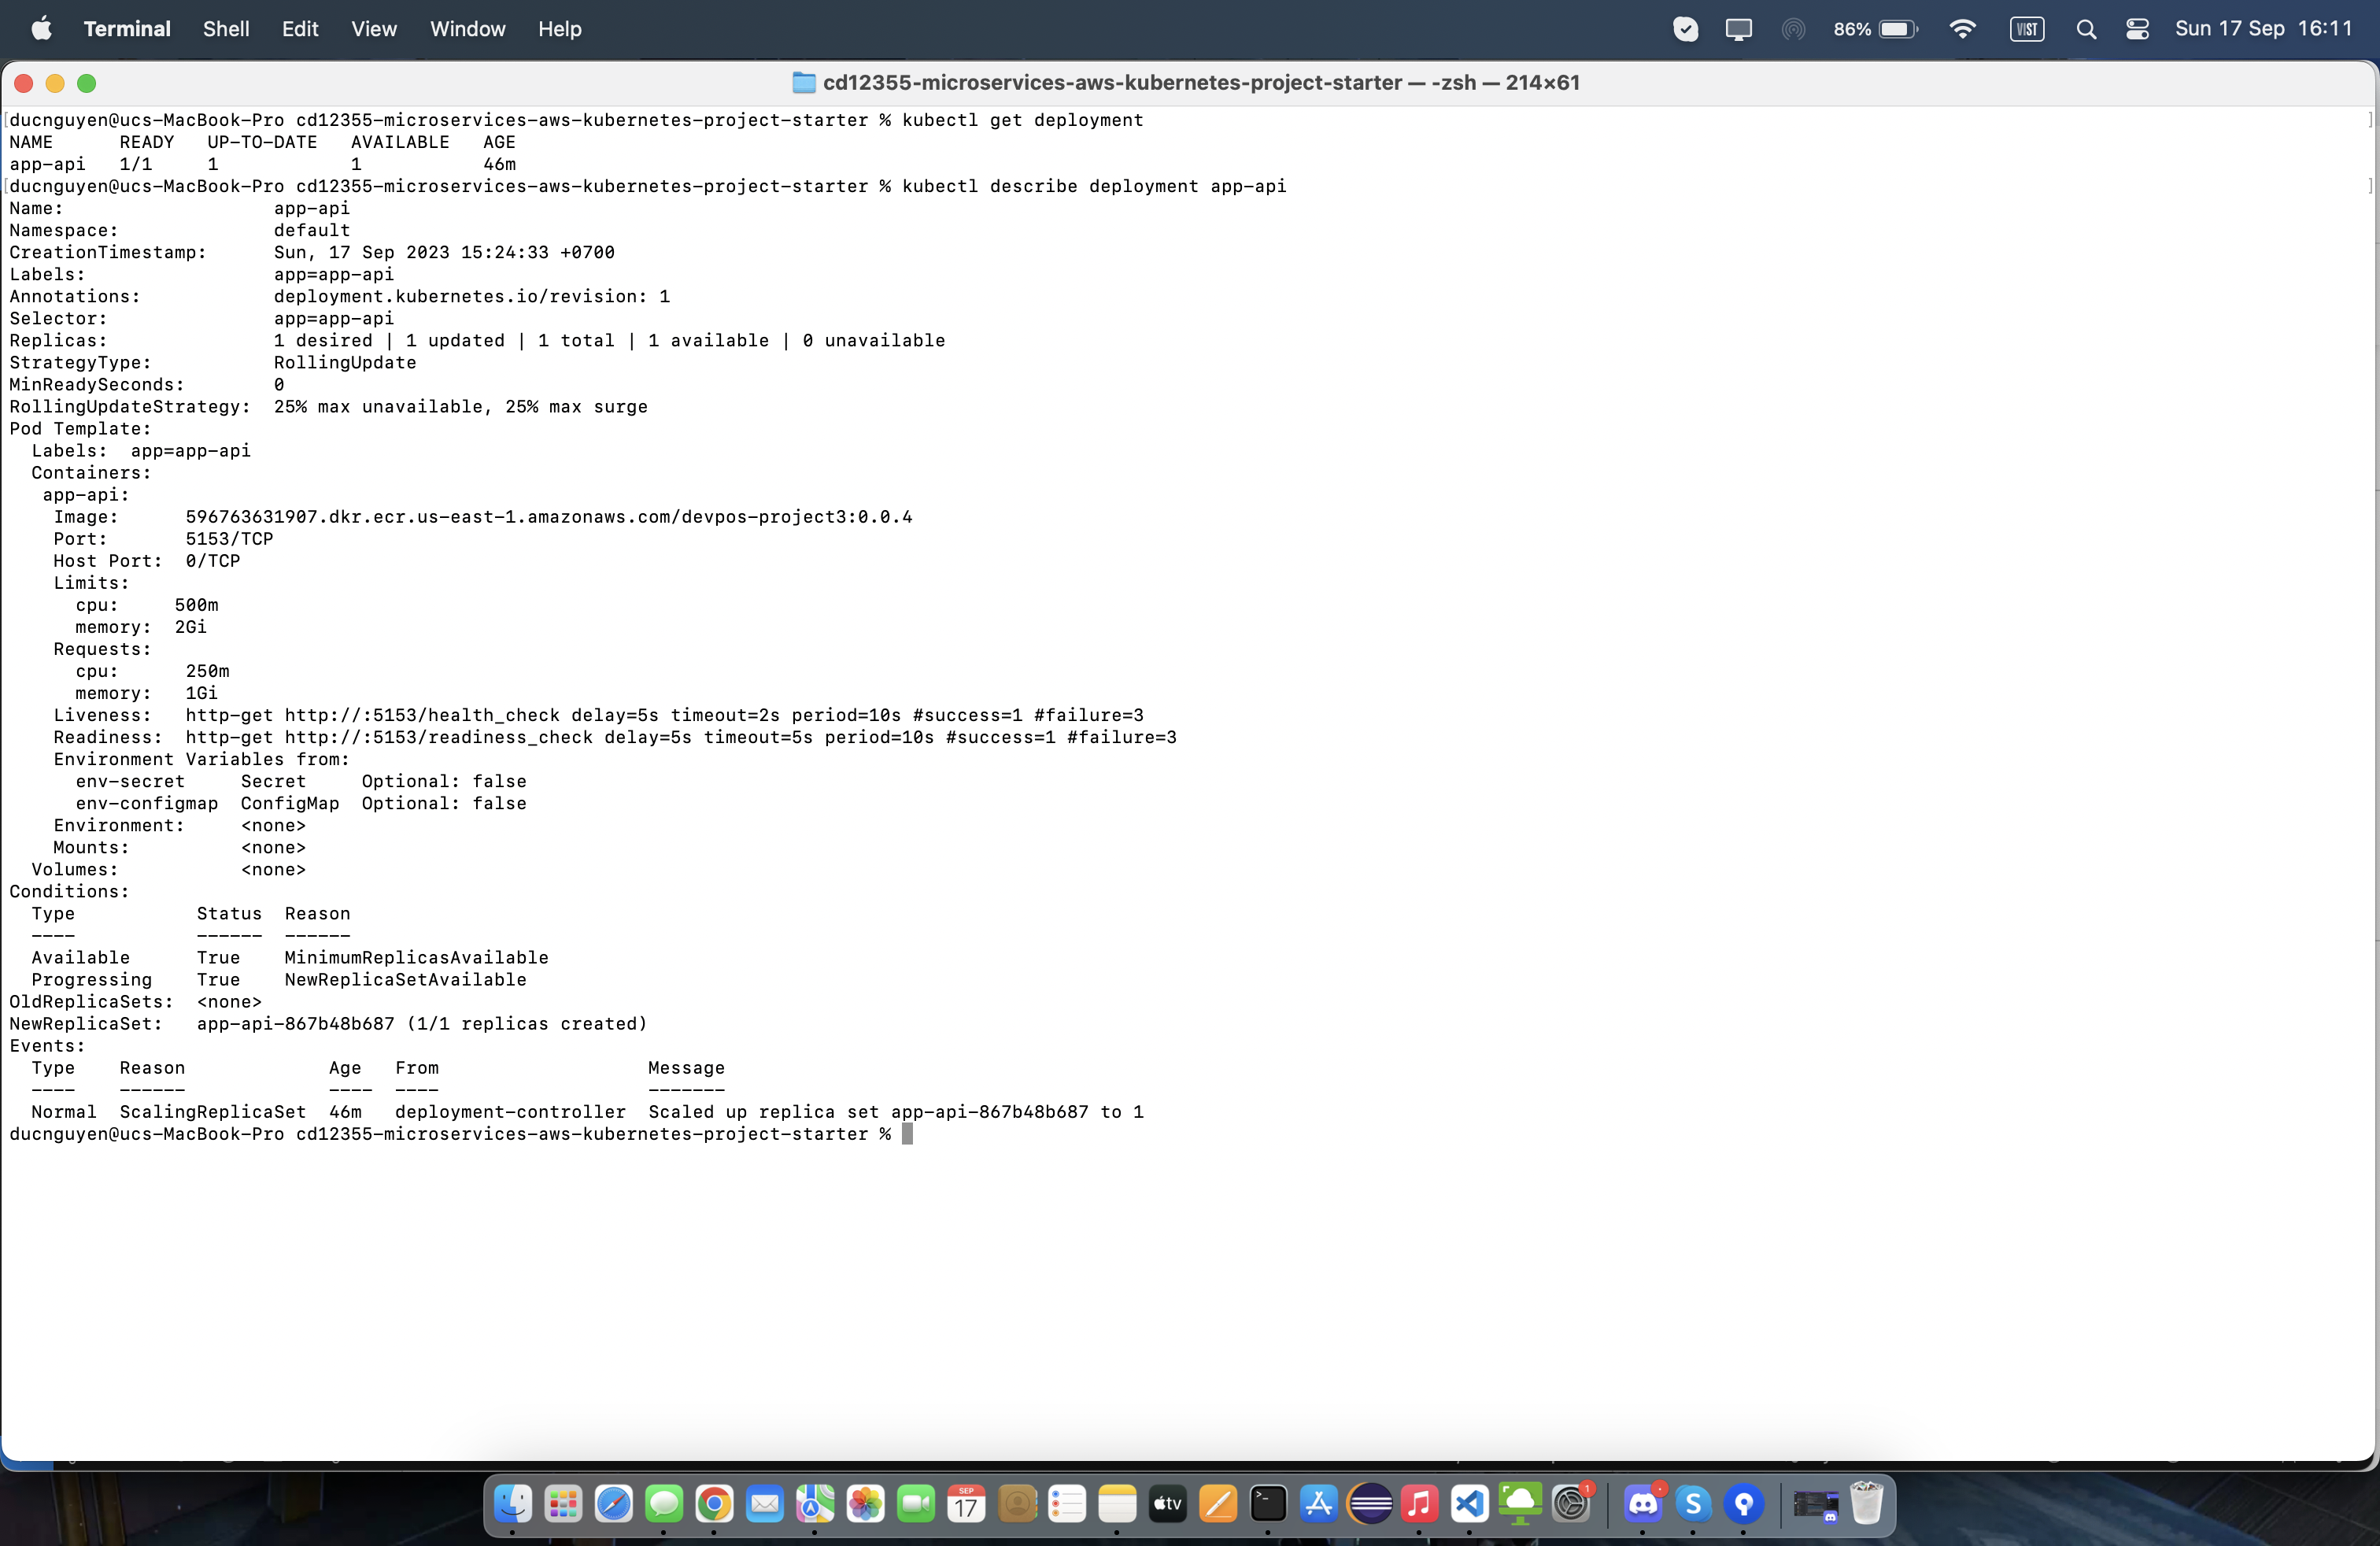 Terminal Shell Edit View Window Help 86% VIST Sun 17 Sep 16:11
cd12355-microservices-aws-kubernetes-project-starter — -zsh — 214×61
[ducnguyen@ucs-MacBook-Pro cd12355-microservices-aws-kubernetes-project-starter % kubectl get deployment ]
NAME      READY   UP-TO-DATE   AVAILABLE   AGE
app-api   1/1     1            1           46m
[ducnguyen@ucs-MacBook-Pro cd12355-microservices-aws-kubernetes-project-starter % kubectl describe deployment app-api ]
Name:                   app-api
Namespace:              default
CreationTimestamp:      Sun, 17 Sep 2023 15:24:33 +0700
Labels:                 app=app-api
Annotations:            deployment.kubernetes.io/revision: 1
Selector:               app=app-api
Replicas:               1 desired | 1 updated | 1 total | 1 available | 0 unavailable
StrategyType:           RollingUpdate
MinReadySeconds:        0
RollingUpdateStrategy:  25% max unavailable, 25% max surge
Pod Template:
  Labels:  app=app-api
  Containers:
   app-api:
    Image:      596763631907.dkr.ecr.us-east-1.amazonaws.com/devpos-project3:0.0.4
    Port:       5153/TCP
    Host Port:  0/TCP
    Limits:
      cpu:     500m
      memory:  2Gi
    Requests:
      cpu:      250m
      memory:   1Gi
    Liveness:   http-get http://:5153/health_check delay=5s timeout=2s period=10s #success=1 #failure=3
    Readiness:  http-get http://:5153/readiness_check delay=5s timeout=5s period=10s #success=1 #failure=3
    Environment Variables from:
      env-secret     Secret     Optional: false
      env-configmap  ConfigMap  Optional: false
    Environment:     <none>
    Mounts:          <none>
  Volumes:           <none>
Conditions:
  Type           Status  Reason
  ----           ------  ------
  Available      True    MinimumReplicasAvailable
  Progressing    True    NewReplicaSetAvailable
OldReplicaSets:  <none>
NewReplicaSet:   app-api-867b48b687 (1/1 replicas created)
Events:
  Type    Reason             Age   From                   Message
  ----    ------             ----  ----                   -------
  Normal  ScalingReplicaSet  46m   deployment-controller  Scaled up replica set app-api-867b48b687 to 1
ducnguyen@ucs-MacBook-Pro cd12355-microservices-aws-kubernetes-project-starter %
SEP
17
tv
>_
1
S